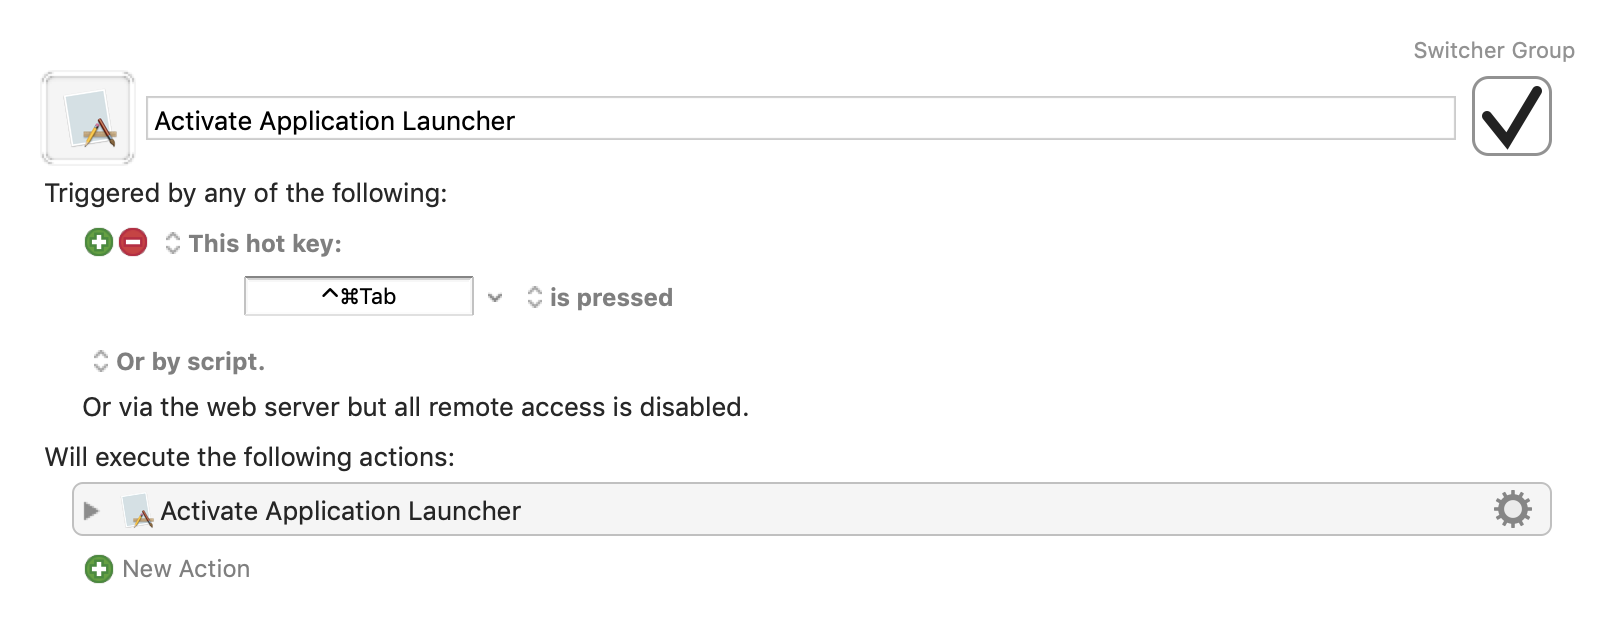 Switcher Group
Activate Application Launcher
Triggered by any of the following:
This hot key:
^⌘Tab
is pressed
Or by script.
Or via the web server but all remote access is disabled.
Will execute the following actions:
Activate Application Launcher
New Action